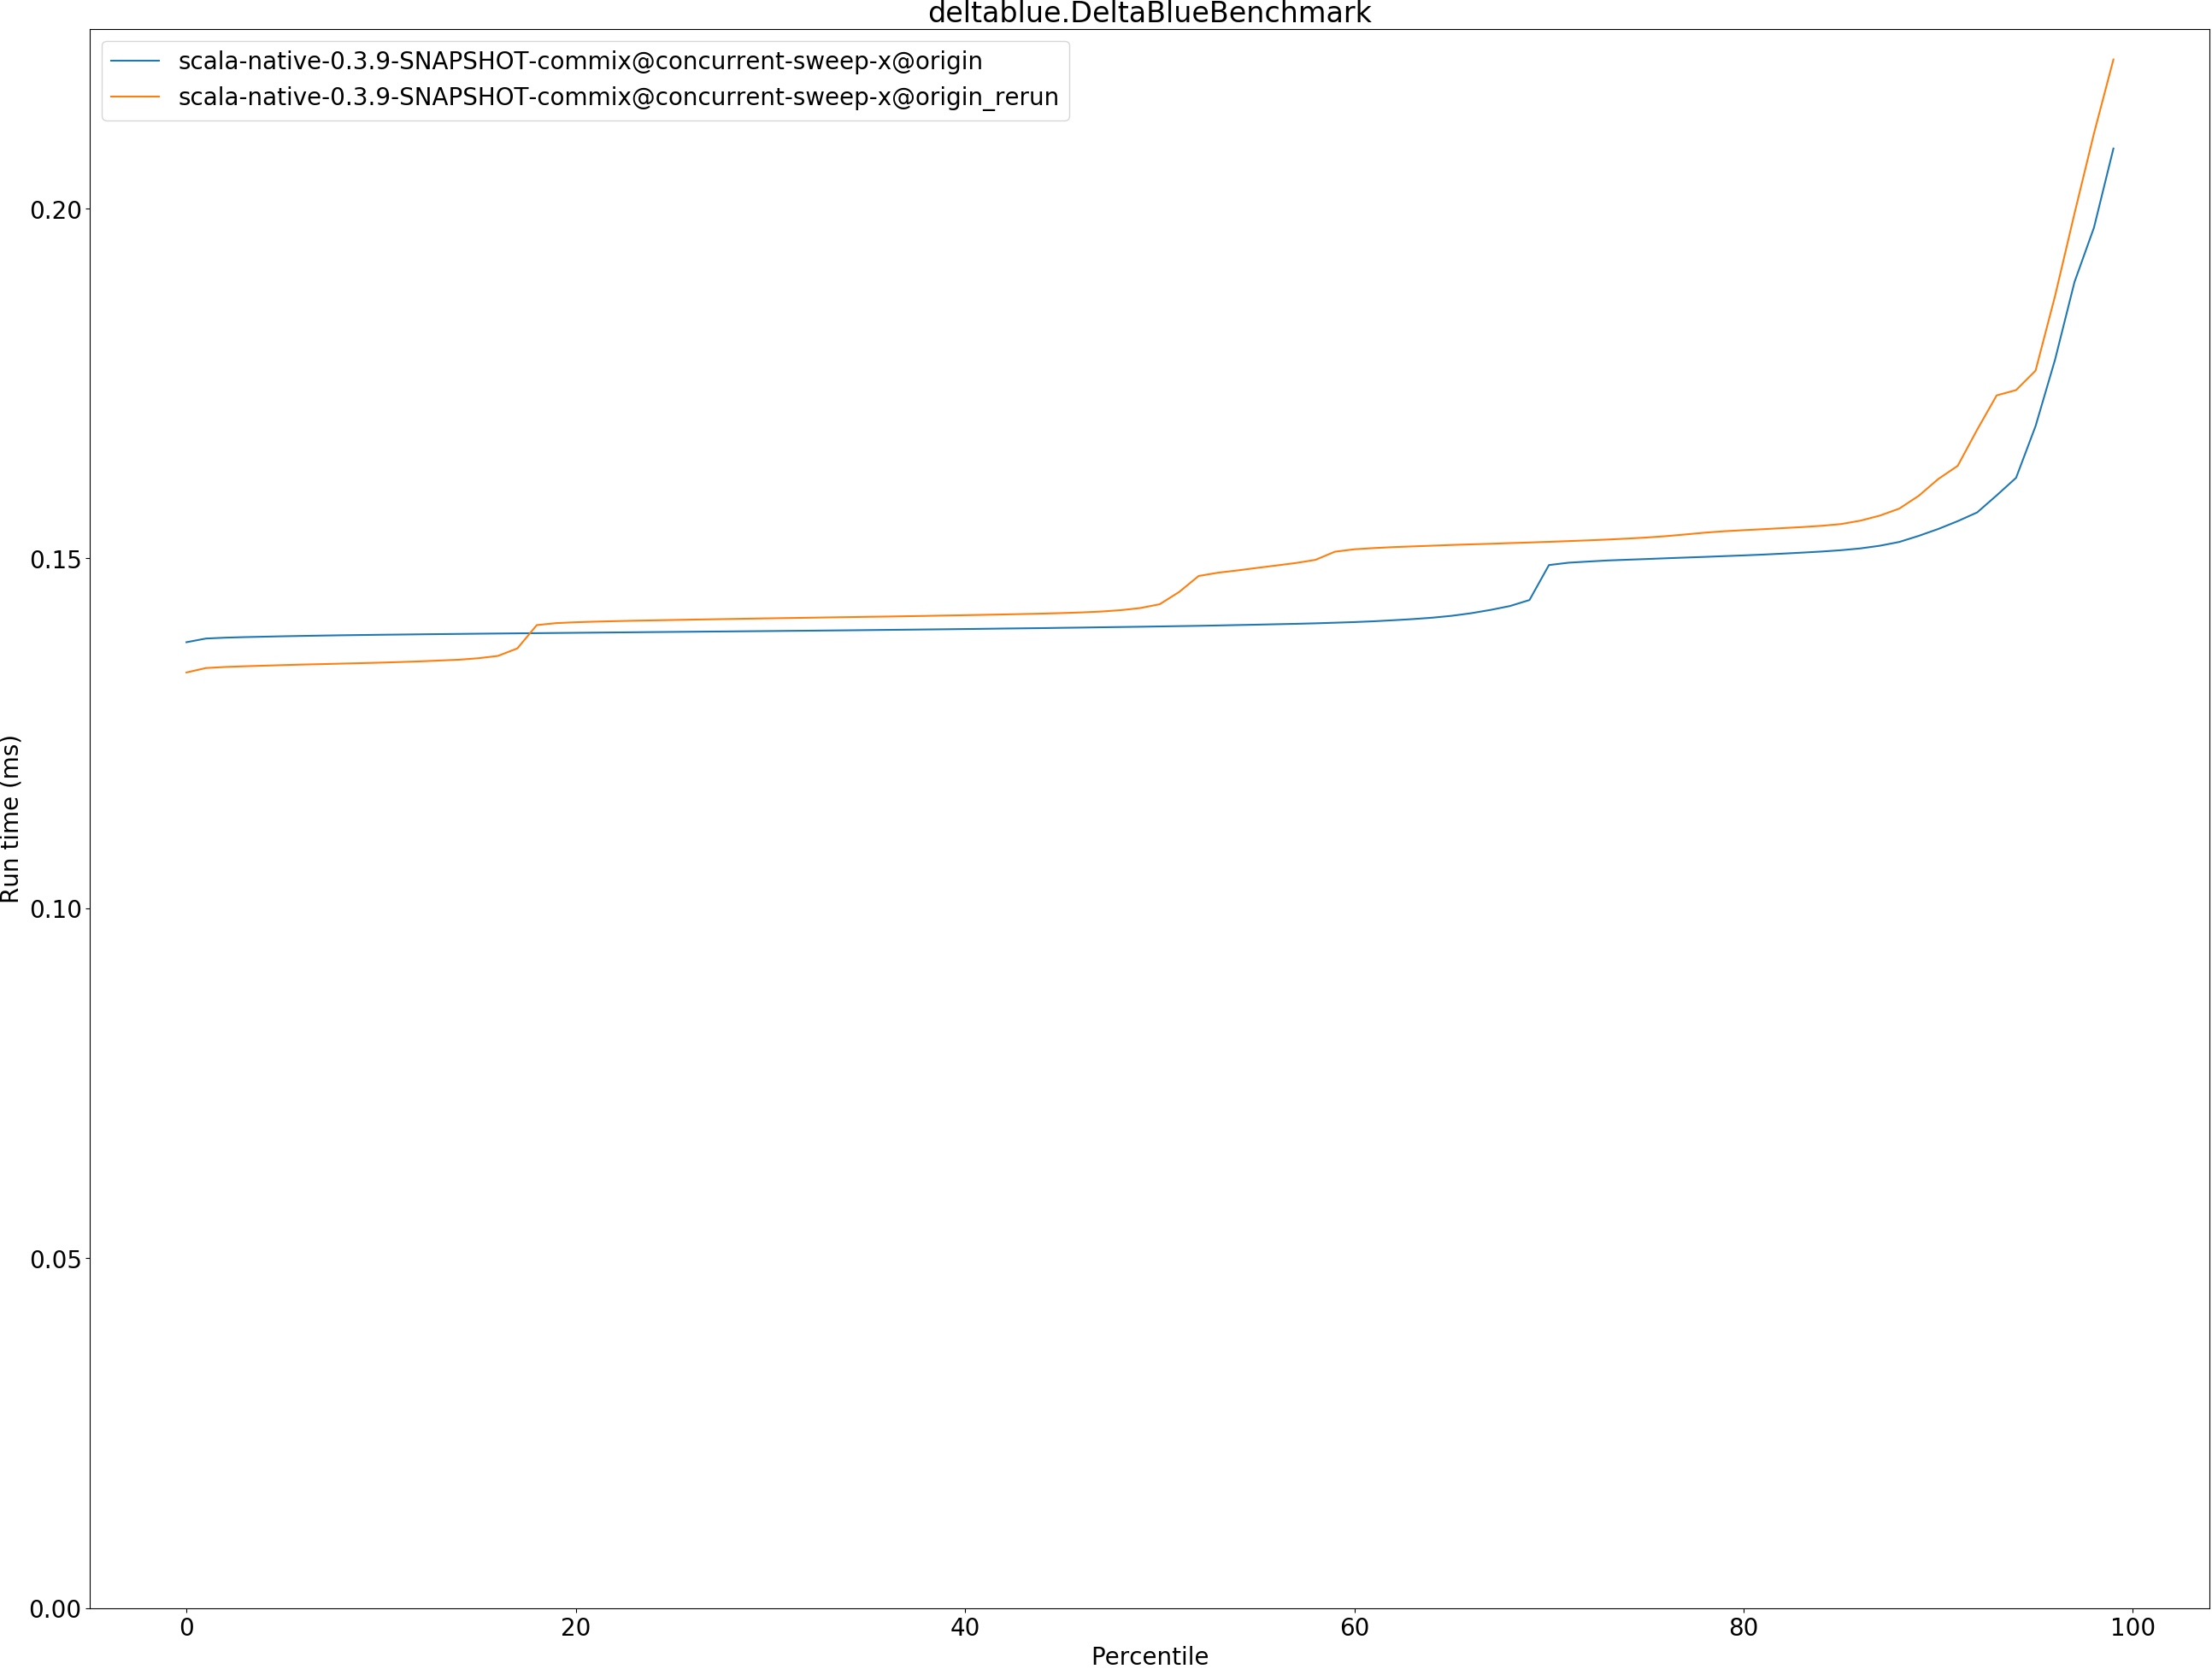 deltablue.DeltaBlueBenchmark
scala-native-0.3.9-SNAPSHOT-commix@concurrent-sweep-x@origin
scala-native-0.3.9-SNAPSHOT-commix@concurrent-sweep-x@origin_rerun
0.20
0.15
0.10
0.05
0.00
Run time (ms)
0 20 40 60 80 100
Percentile